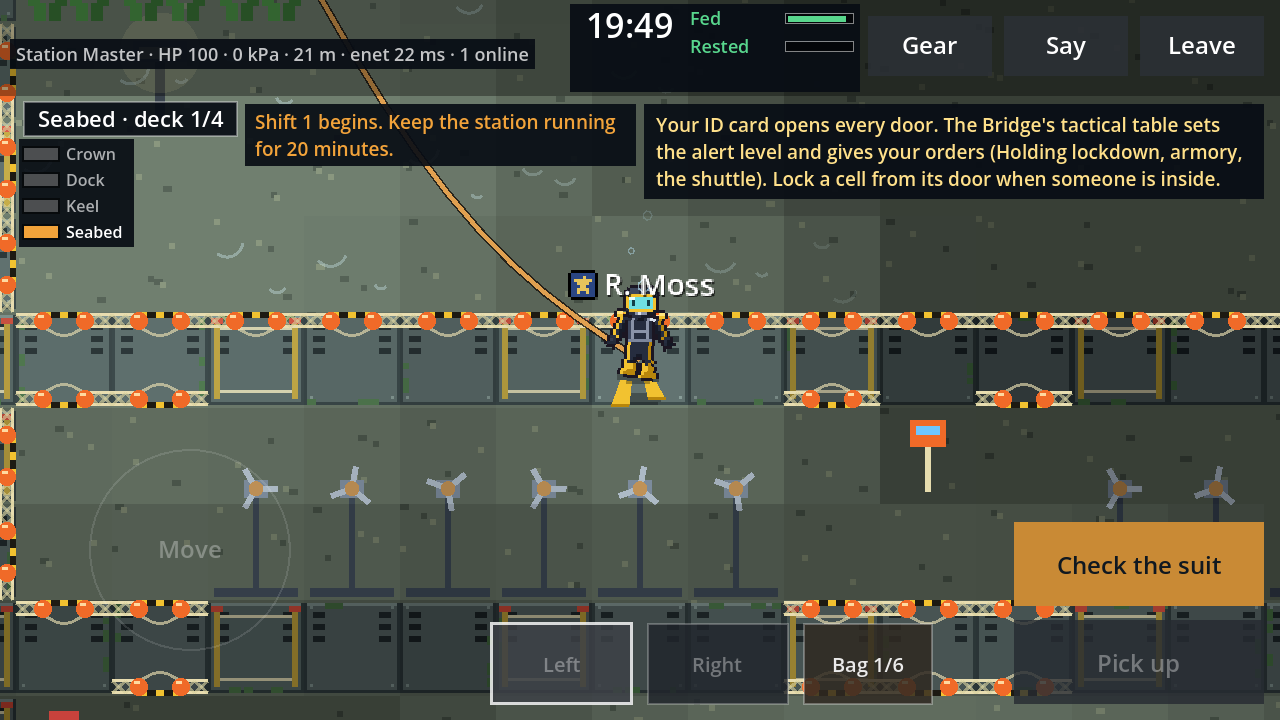 19:49
Fed
Rested
Gear
Say
Leave
Station Master · HP 100 · 0 kPa · 21 m · enet 22 ms · 1 online
Seabed · deck 1/4
Crown
Dock
Keel
Seabed
Shift 1 begins. Keep the station running
for 20 minutes.
Your ID card opens every door. The Bridge's tactical table sets
the alert level and gives your orders (Holding lockdown, armory,
the shuttle). Lock a cell from its door when someone is inside.
R. Moss
Move
Check the suit
Left
Right
Bag 1/6
Pick up